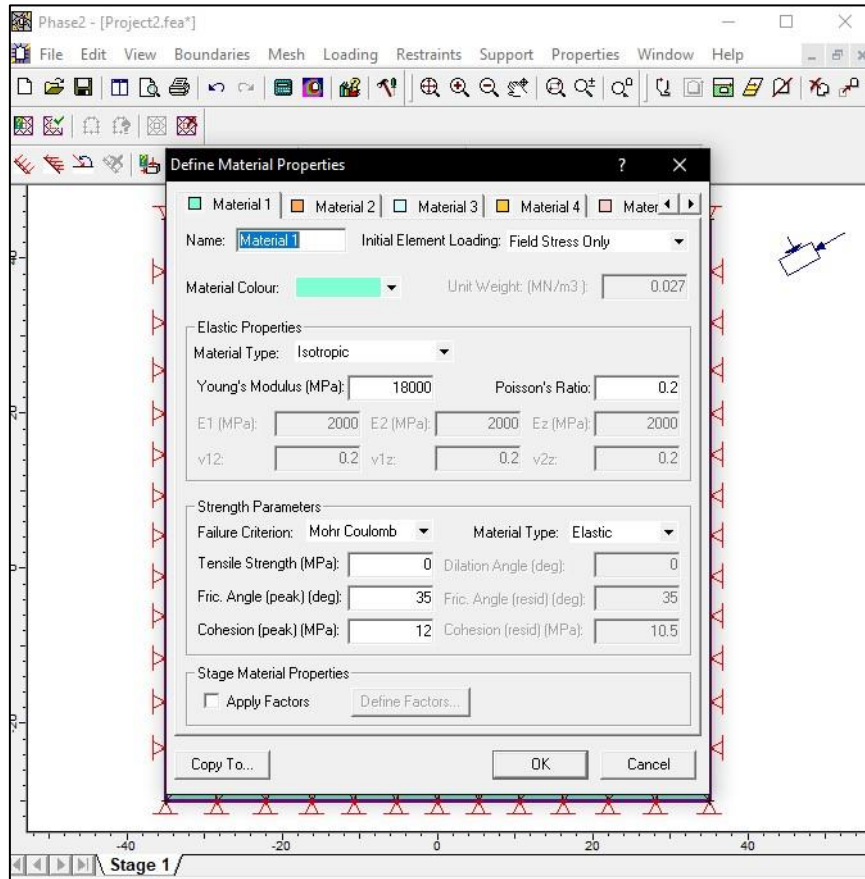 Phase2 - [Project2.fea*]
File Edit View Boundaries Mesh Loading Restraints Support Properties Window Help
Define Material Properties ?
Material 1 Material 2 Material 3 Material 4 Mater
Name: Material 1 Initial Element Loading: Field Stress Only
Material Colour: Unit Weight: (MN/m3 ): 0.027
Elastic Properties
Material Type: Isotropic
Young's Modulus (MPa): 18000 Poisson's Ratio: 0.2
E1 (MPa): 2000 E2 (MPa): 2000 Ez (MPa): 2000
v12: 0.2 v1z: 0.2 v2z: 0.2
Strength Parameters
Failure Criterion: Mohr Coulomb Material Type: Elastic
Tensile Strength (MPa): 0 Dilation Angle (deg): 0
Fric. Angle (peak) (deg): 35 Fric. Angle (resid) (deg): 35
Cohesion (peak) (MPa): 12 Cohesion (resid) (MPa): 10.5
Stage Material Properties
Apply Factors Define Factors...
Copy To... OK Cancel
40
20
0
-20
-40 -20 0 20 40
Stage 1